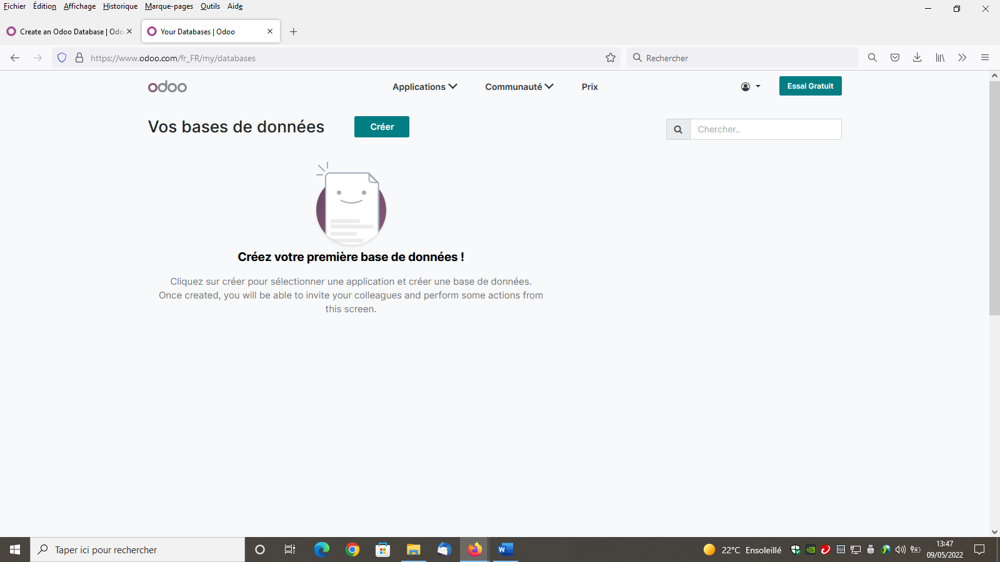 Fichier Édition Affichage Historique Marque-pages Outils Aide
Create an Odoo Database | Odo
Your Databases | Odoo
https://www.odoo.com/fr_FR/my/databases
Rechercher
odoo
Applications
Communauté
Prix
Essai Gratuit
Vos bases de données
Créer
Chercher..
Créez votre première base de données !
Cliquez sur créer pour sélectionner une application et créer une base de données.
Once created, you will be able to invite your colleagues and perform some actions from
this screen.
Taper ici pour rechercher
22°C Ensoleillé
13:47
09/05/2022